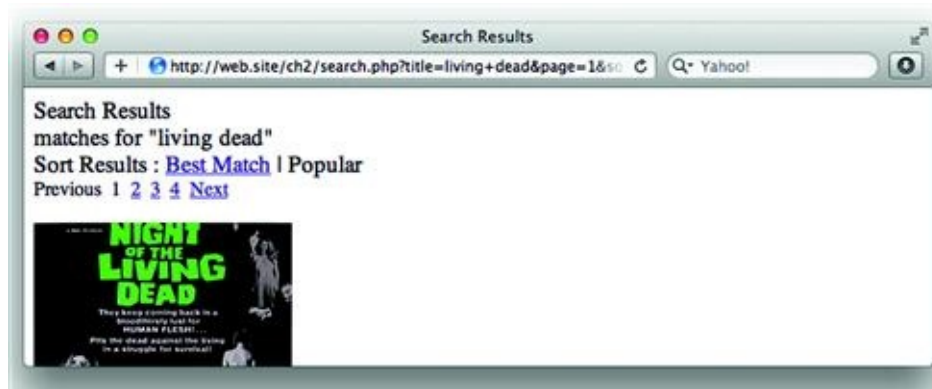 Search Results
+ http://web.site/ch2/search.php?title=living+dead&page=1&so
Q- Yahoo!
Search Results
matches for "living dead"
Sort Results : Best Match | Popular
Previous 1 2 3 4 Next
NIGHT
OF THE
LIVING
DEAD
They keep coming back in a
bloodthirsty lust for
HUMAN FLESH!...
Pits the dead against the living
in a struggle for survival!